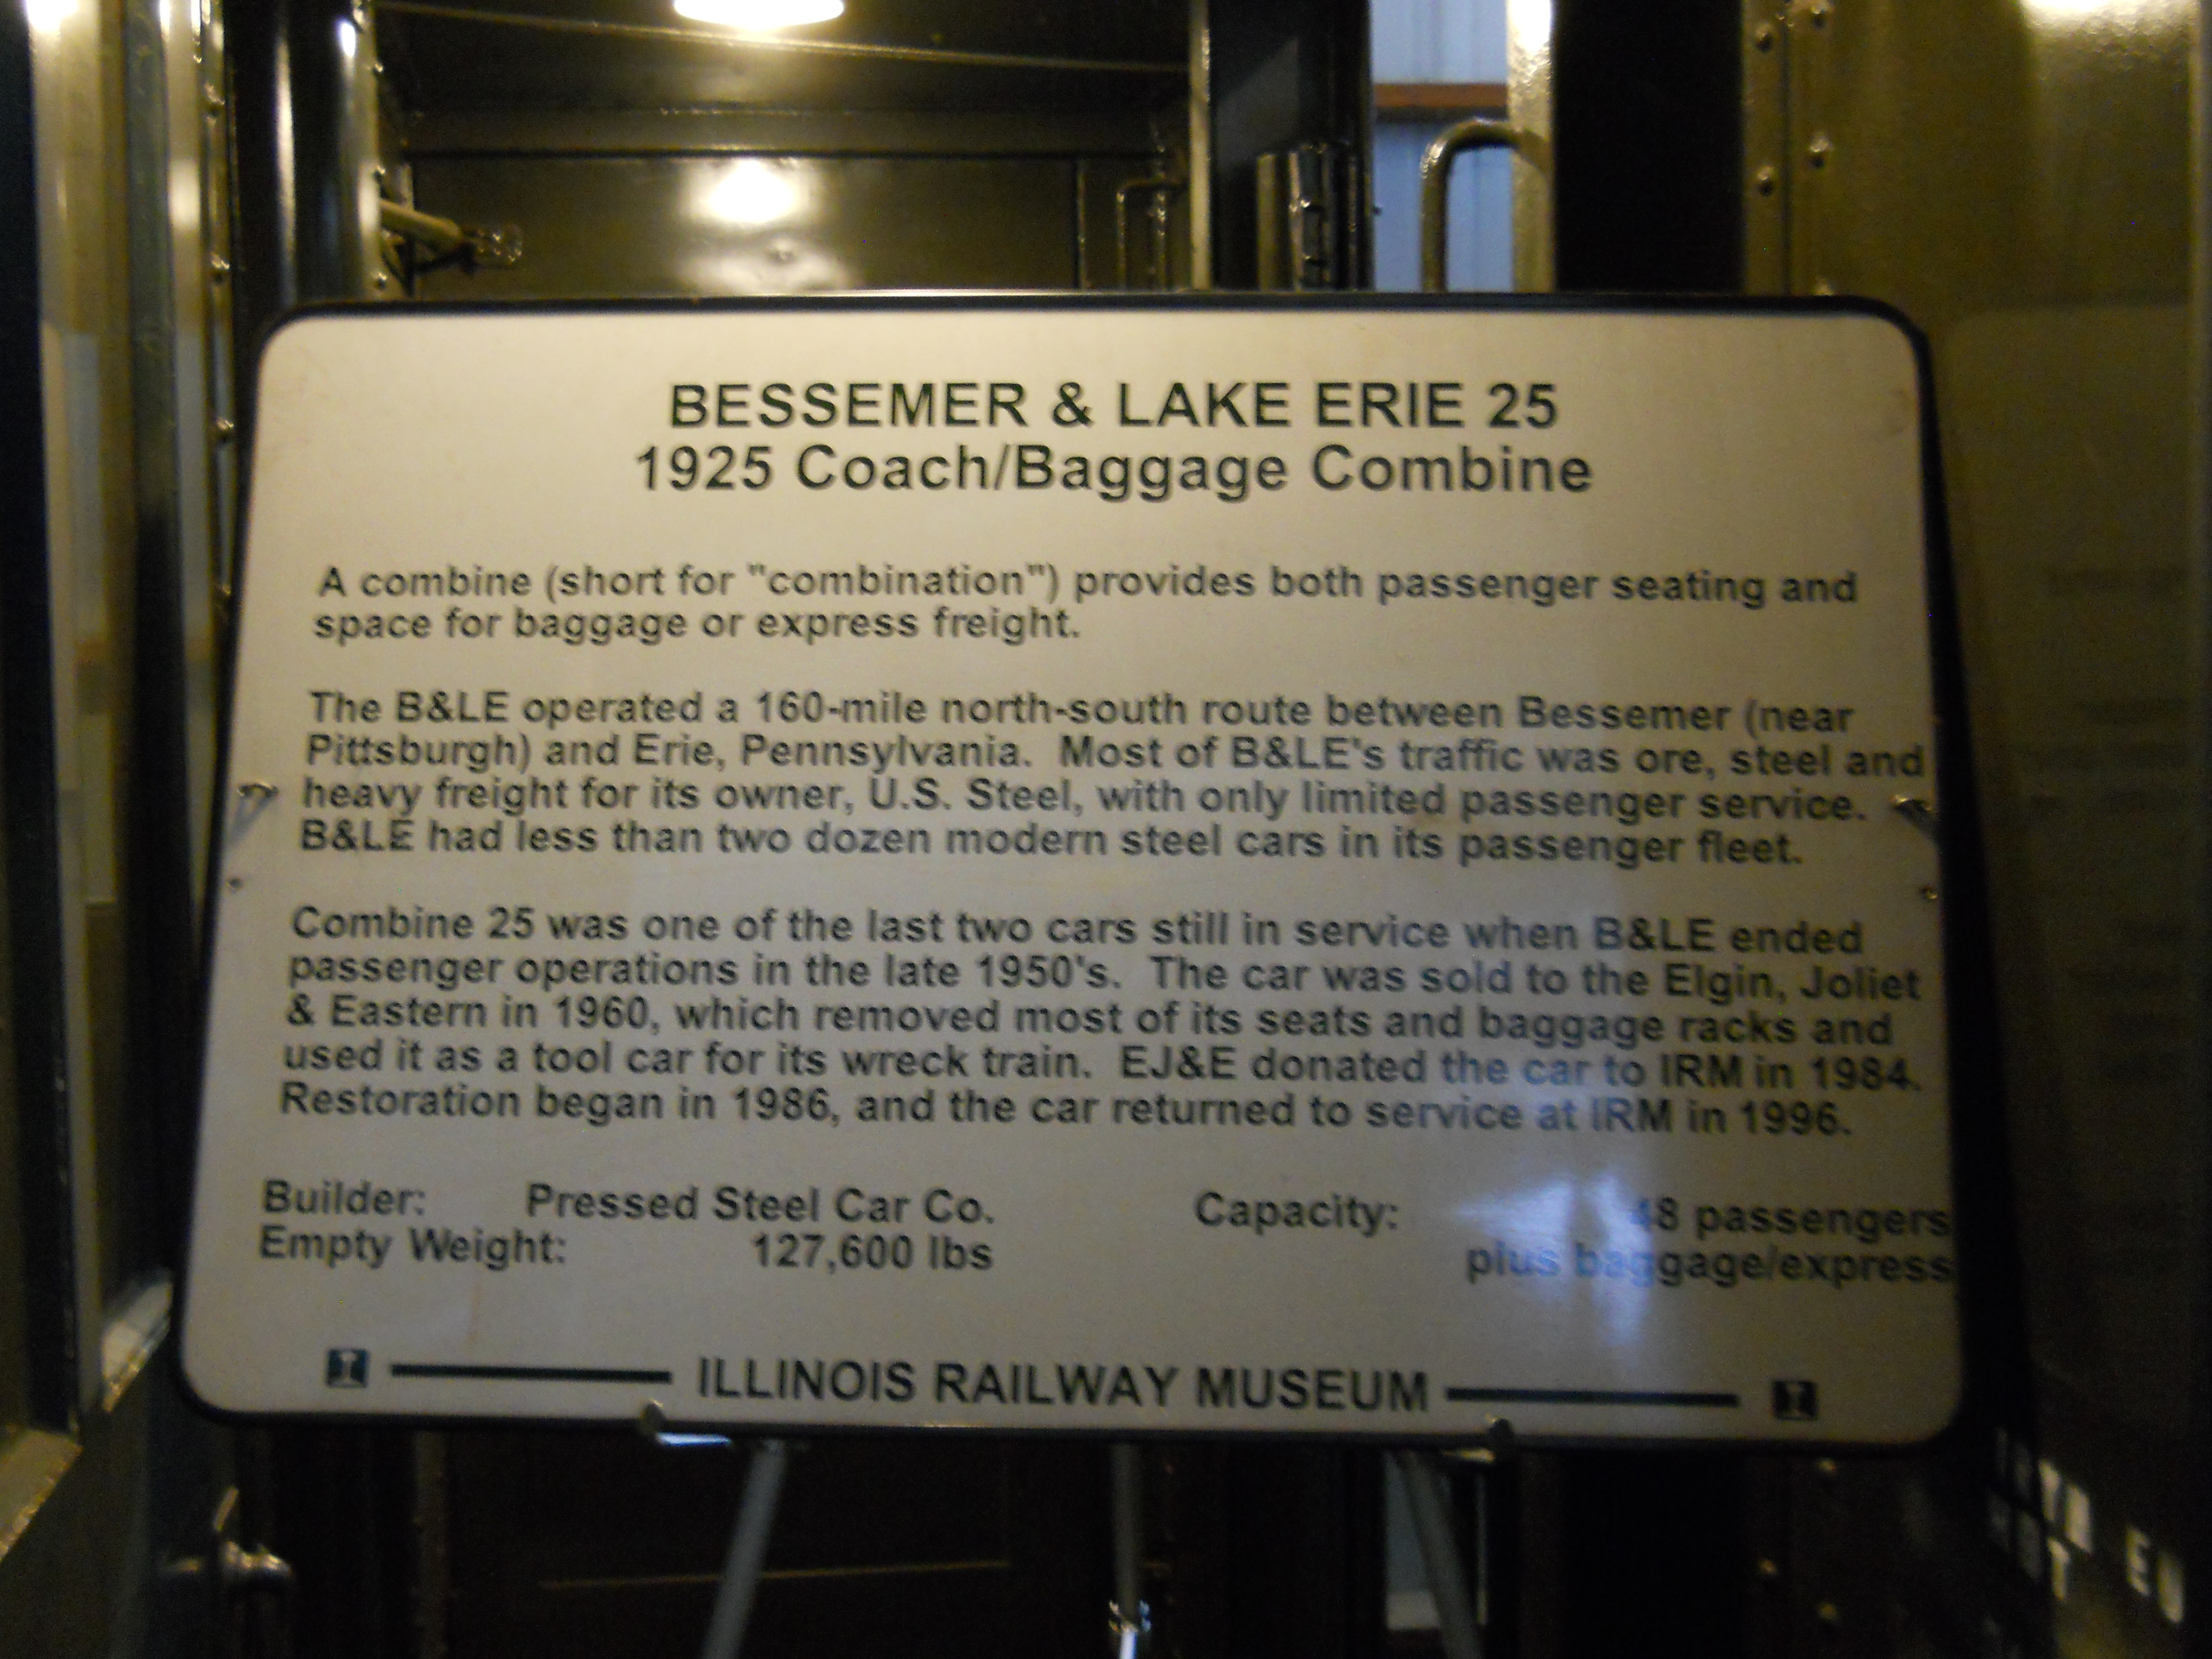 BESSEMER & LAKE ERIE 25
1925 Coach/Baggage Combine
A combine (short for "combination") provides both passenger seating and
space for baggage or express freight.
The B&LE operated a 160-mile north-south route between Bessemer (near
Pittsburgh) and Erie, Pennsylvania. Most of B&LE's traffic was ore, steel and
heavy freight for its owner, U.S. Steel, with only limited passenger service.
B&LE had less than two dozen modern steel cars in its passenger fleet.
Combine 25 was one of the last two cars still in service when B&LE ended
passenger operations in the late 1950's. The car was sold to the Elgin, Joliet
& Eastern in 1960, which removed most of its seats and baggage racks and
used it as a tool car for its wreck train. EJ&E donated the car to IRM in 1984.
Restoration began in 1986, and the car returned to service at IRM in 1996.
Builder: Pressed Steel Car Co. Capacity: 48 passengers
Empty Weight: 127,600 lbs plus baggage/express
ILLINOIS RAILWAY MUSEUM